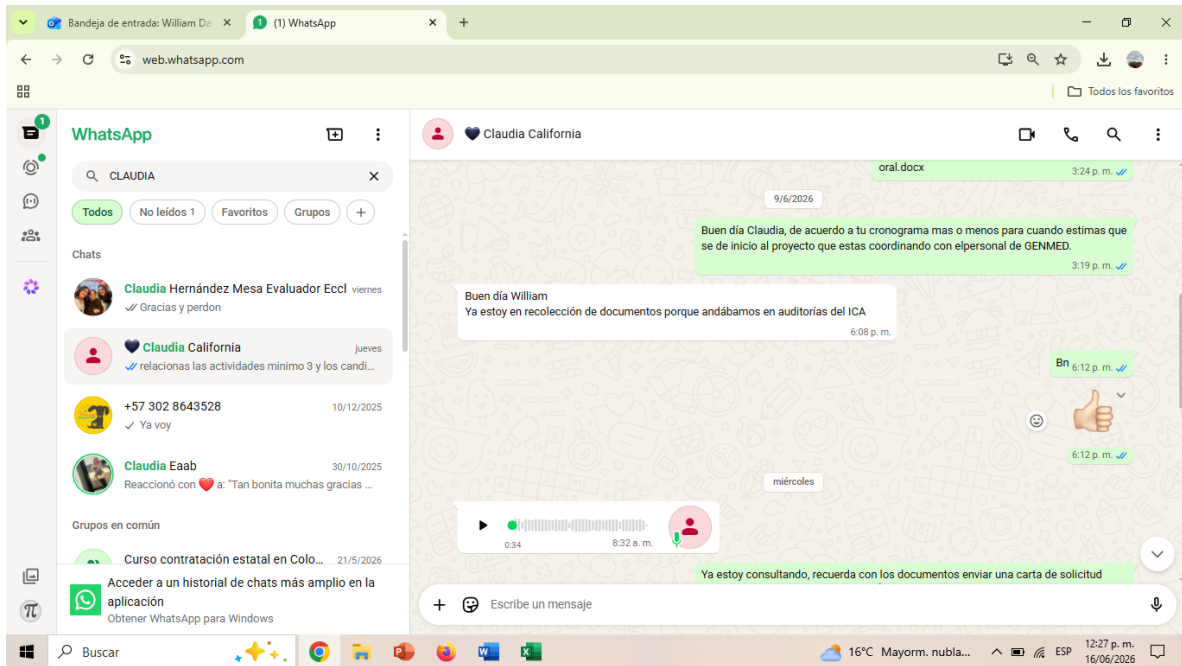 Bandeja de entrada: William Da
(1) WhatsApp
web.whatsapp.com
Todos los favoritos
1
WhatsApp
CLAUDIA
Todos
No leídos 1
Favoritos
Grupos
Chats
Claudia Hernández Mesa Evaluador Eccl viernes
Gracias y perdon
🖤 Claudia California jueves
relacionas las actividades minimo 3 y los candi...
+57 302 8643528 10/12/2025
Ya voy
Claudia Eaab 30/10/2025
Reaccionó con ❤️ a: "Tan bonita muchas gracias ...
Grupos en común
Curso contratación estatal en Colo... 21/5/2026
Acceder a un historial de chats más amplio en la
aplicación
Obtener WhatsApp para Windows
🖤 Claudia California
oral.docx
3:24 p. m.
9/6/2026
Buen día Claudia, de acuerdo a tu cronograma mas o menos para cuando estimas que
se de inicio al proyecto que estas coordinando con elpersonal de GENMED.
3:19 p. m.
Buen día William
Ya estoy en recolección de documentos porque andábamos en auditorías del ICA
6:08 p. m.
Bn 6:12 p. m.
6:12 p. m.
miércoles
0:34 8:32 a. m.
Ya estoy consultando, recuerda con los documentos enviar una carta de solicitud
Escribe un mensaje
Buscar
16°C Mayorm. nubla...
ESP
12:27 p. m.
16/06/2026